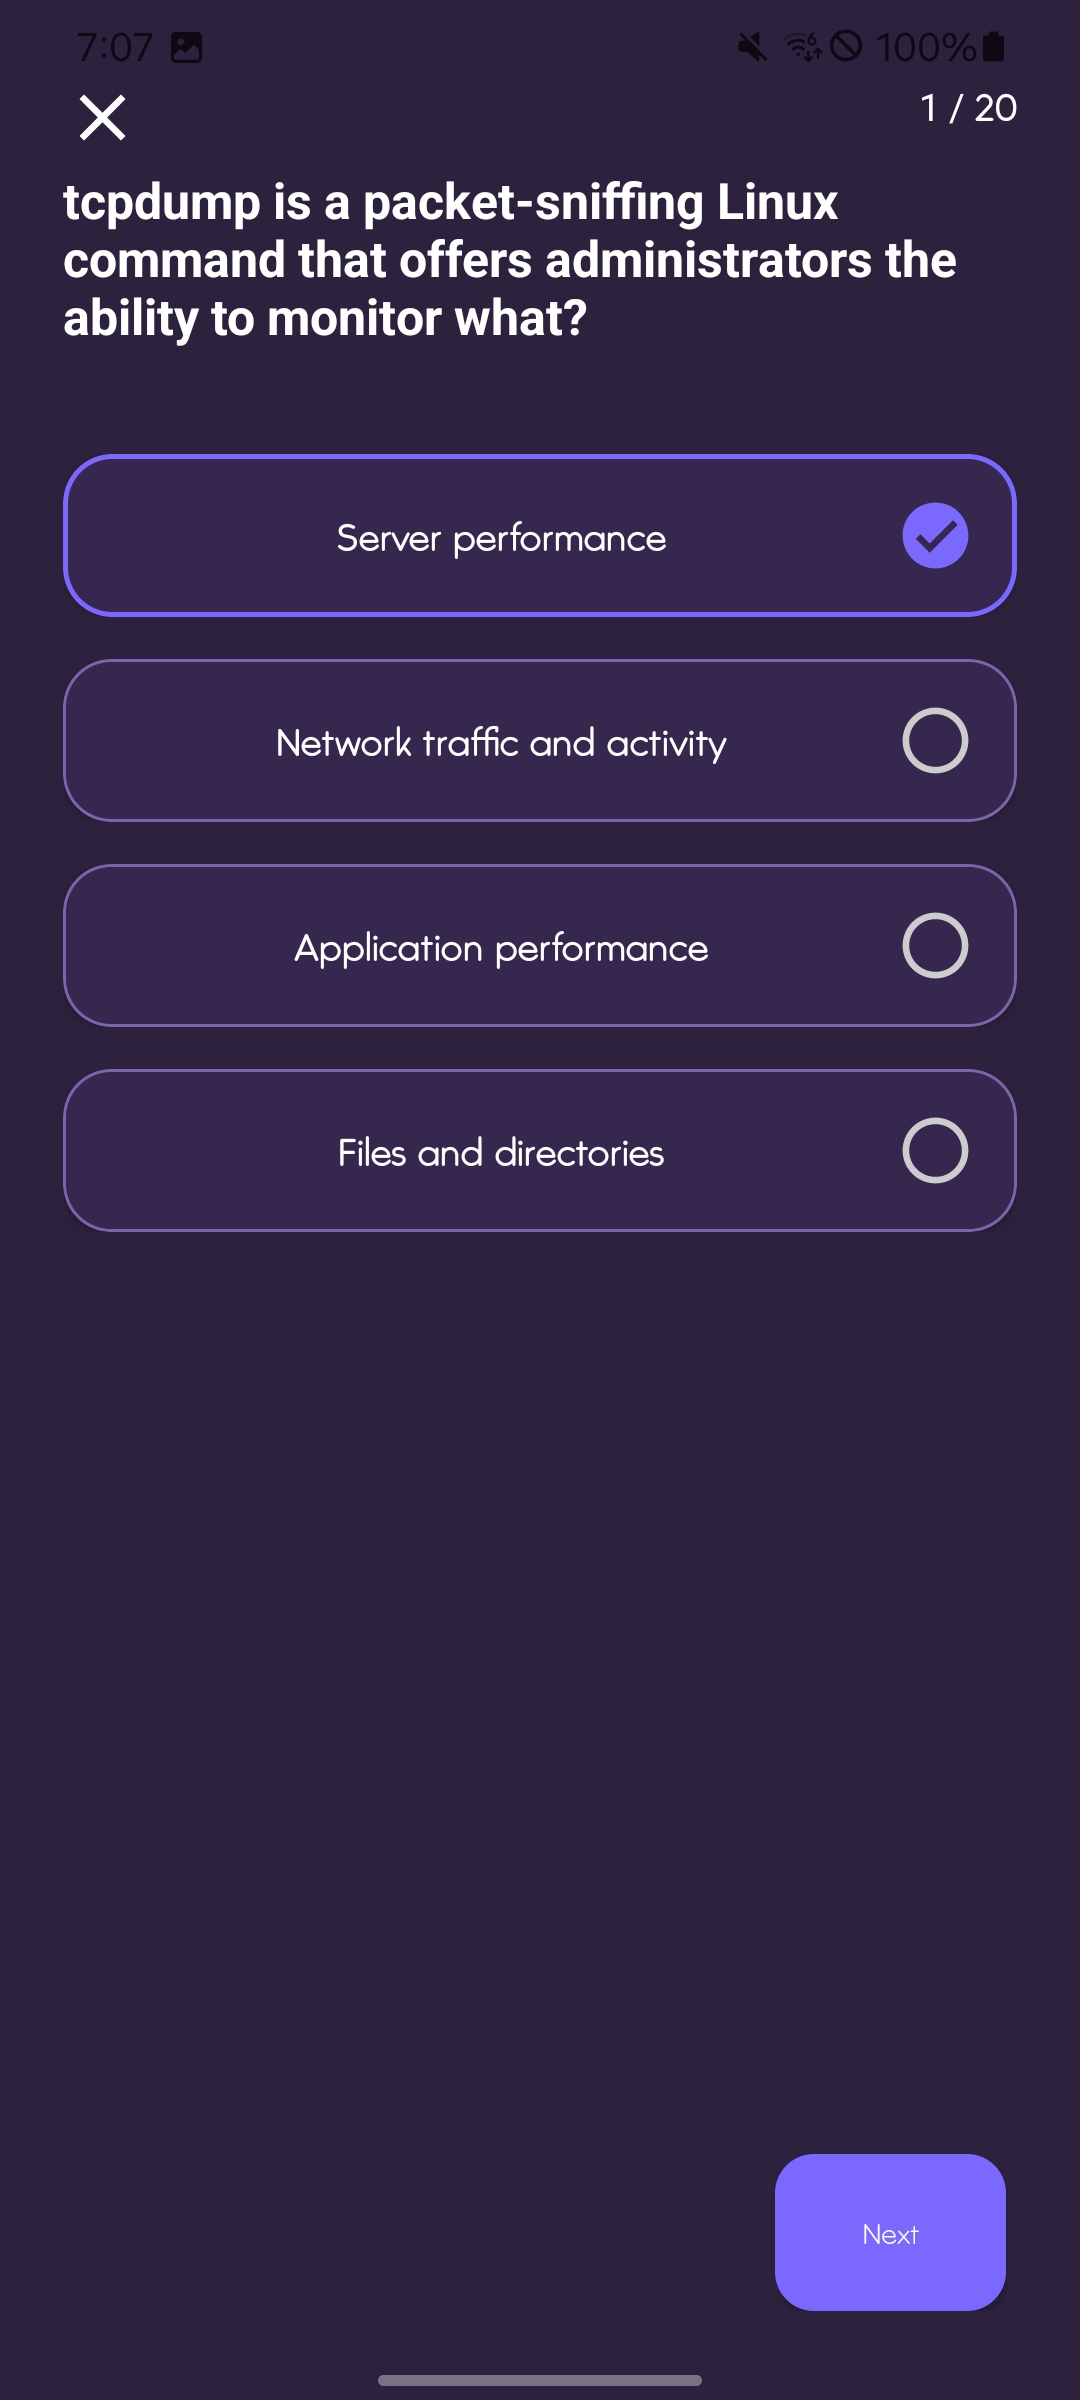 7:07
100%
1 / 20
tcpdump is a packet-sniffing Linux
command that offers administrators the
ability to monitor what?
Server performance
Network traffic and activity
Application performance
Files and directories
Next